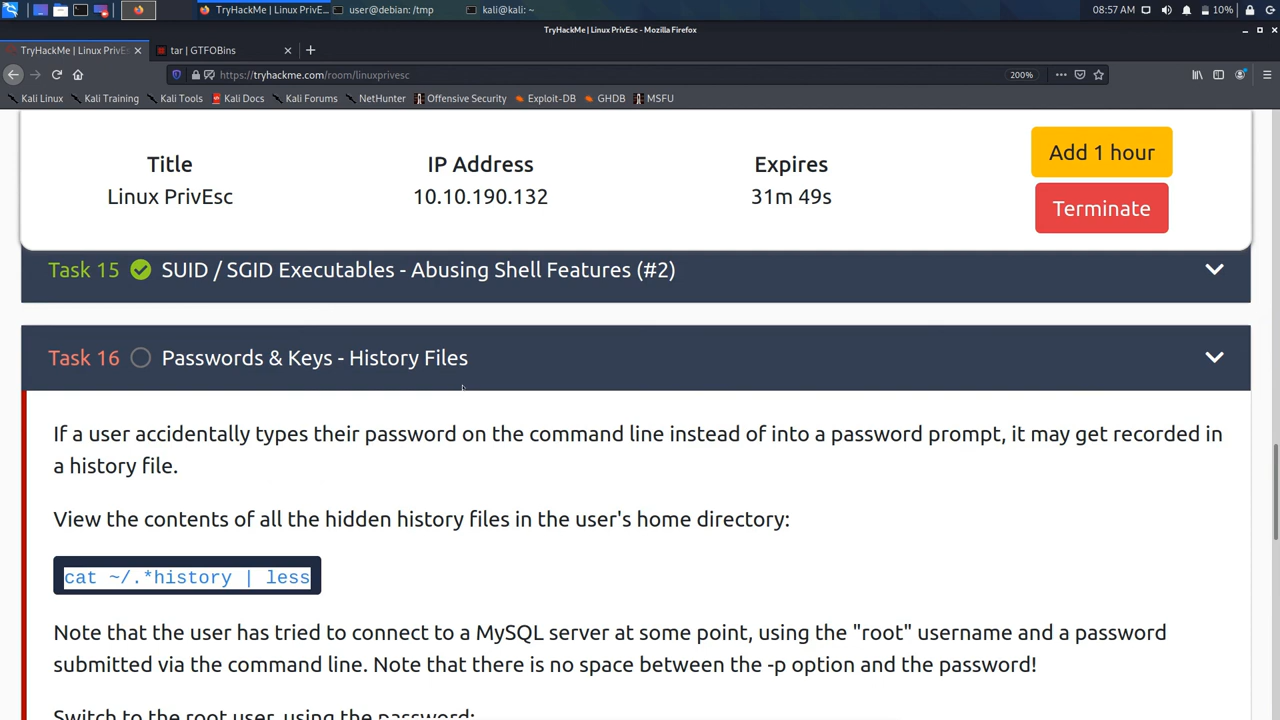 TryHackMe | Linux PrivE...
user@debian: /tmp
kali@kali: ~
08:57 AM
10%
TryHackMe | Linux PrivEsc - Mozilla Firefox
TryHackMe | Linux PrivEs
tar | GTFOBins
https://tryhackme.com/room/linuxprivesc
200%
Kali Linux
Kali Training
Kali Tools
Kali Docs
Kali Forums
NetHunter
Offensive Security
Exploit-DB
GHDB
MSFU
Title
IP Address
Expires
Add 1 hour
Linux PrivEsc
10.10.190.132
31m 49s
Terminate
Task 15 SUID / SGID Executables - Abusing Shell Features (#2)
Task 16 Passwords & Keys - History Files
If a user accidentally types their password on the command line instead of into a password prompt, it may get recorded in
a history file.
View the contents of all the hidden history files in the user's home directory:
cat ~/.*history | less
Note that the user has tried to connect to a MySQL server at some point, using the "root" username and a password
submitted via the command line. Note that there is no space between the -p option and the password!
Switch to the root user, using the password: